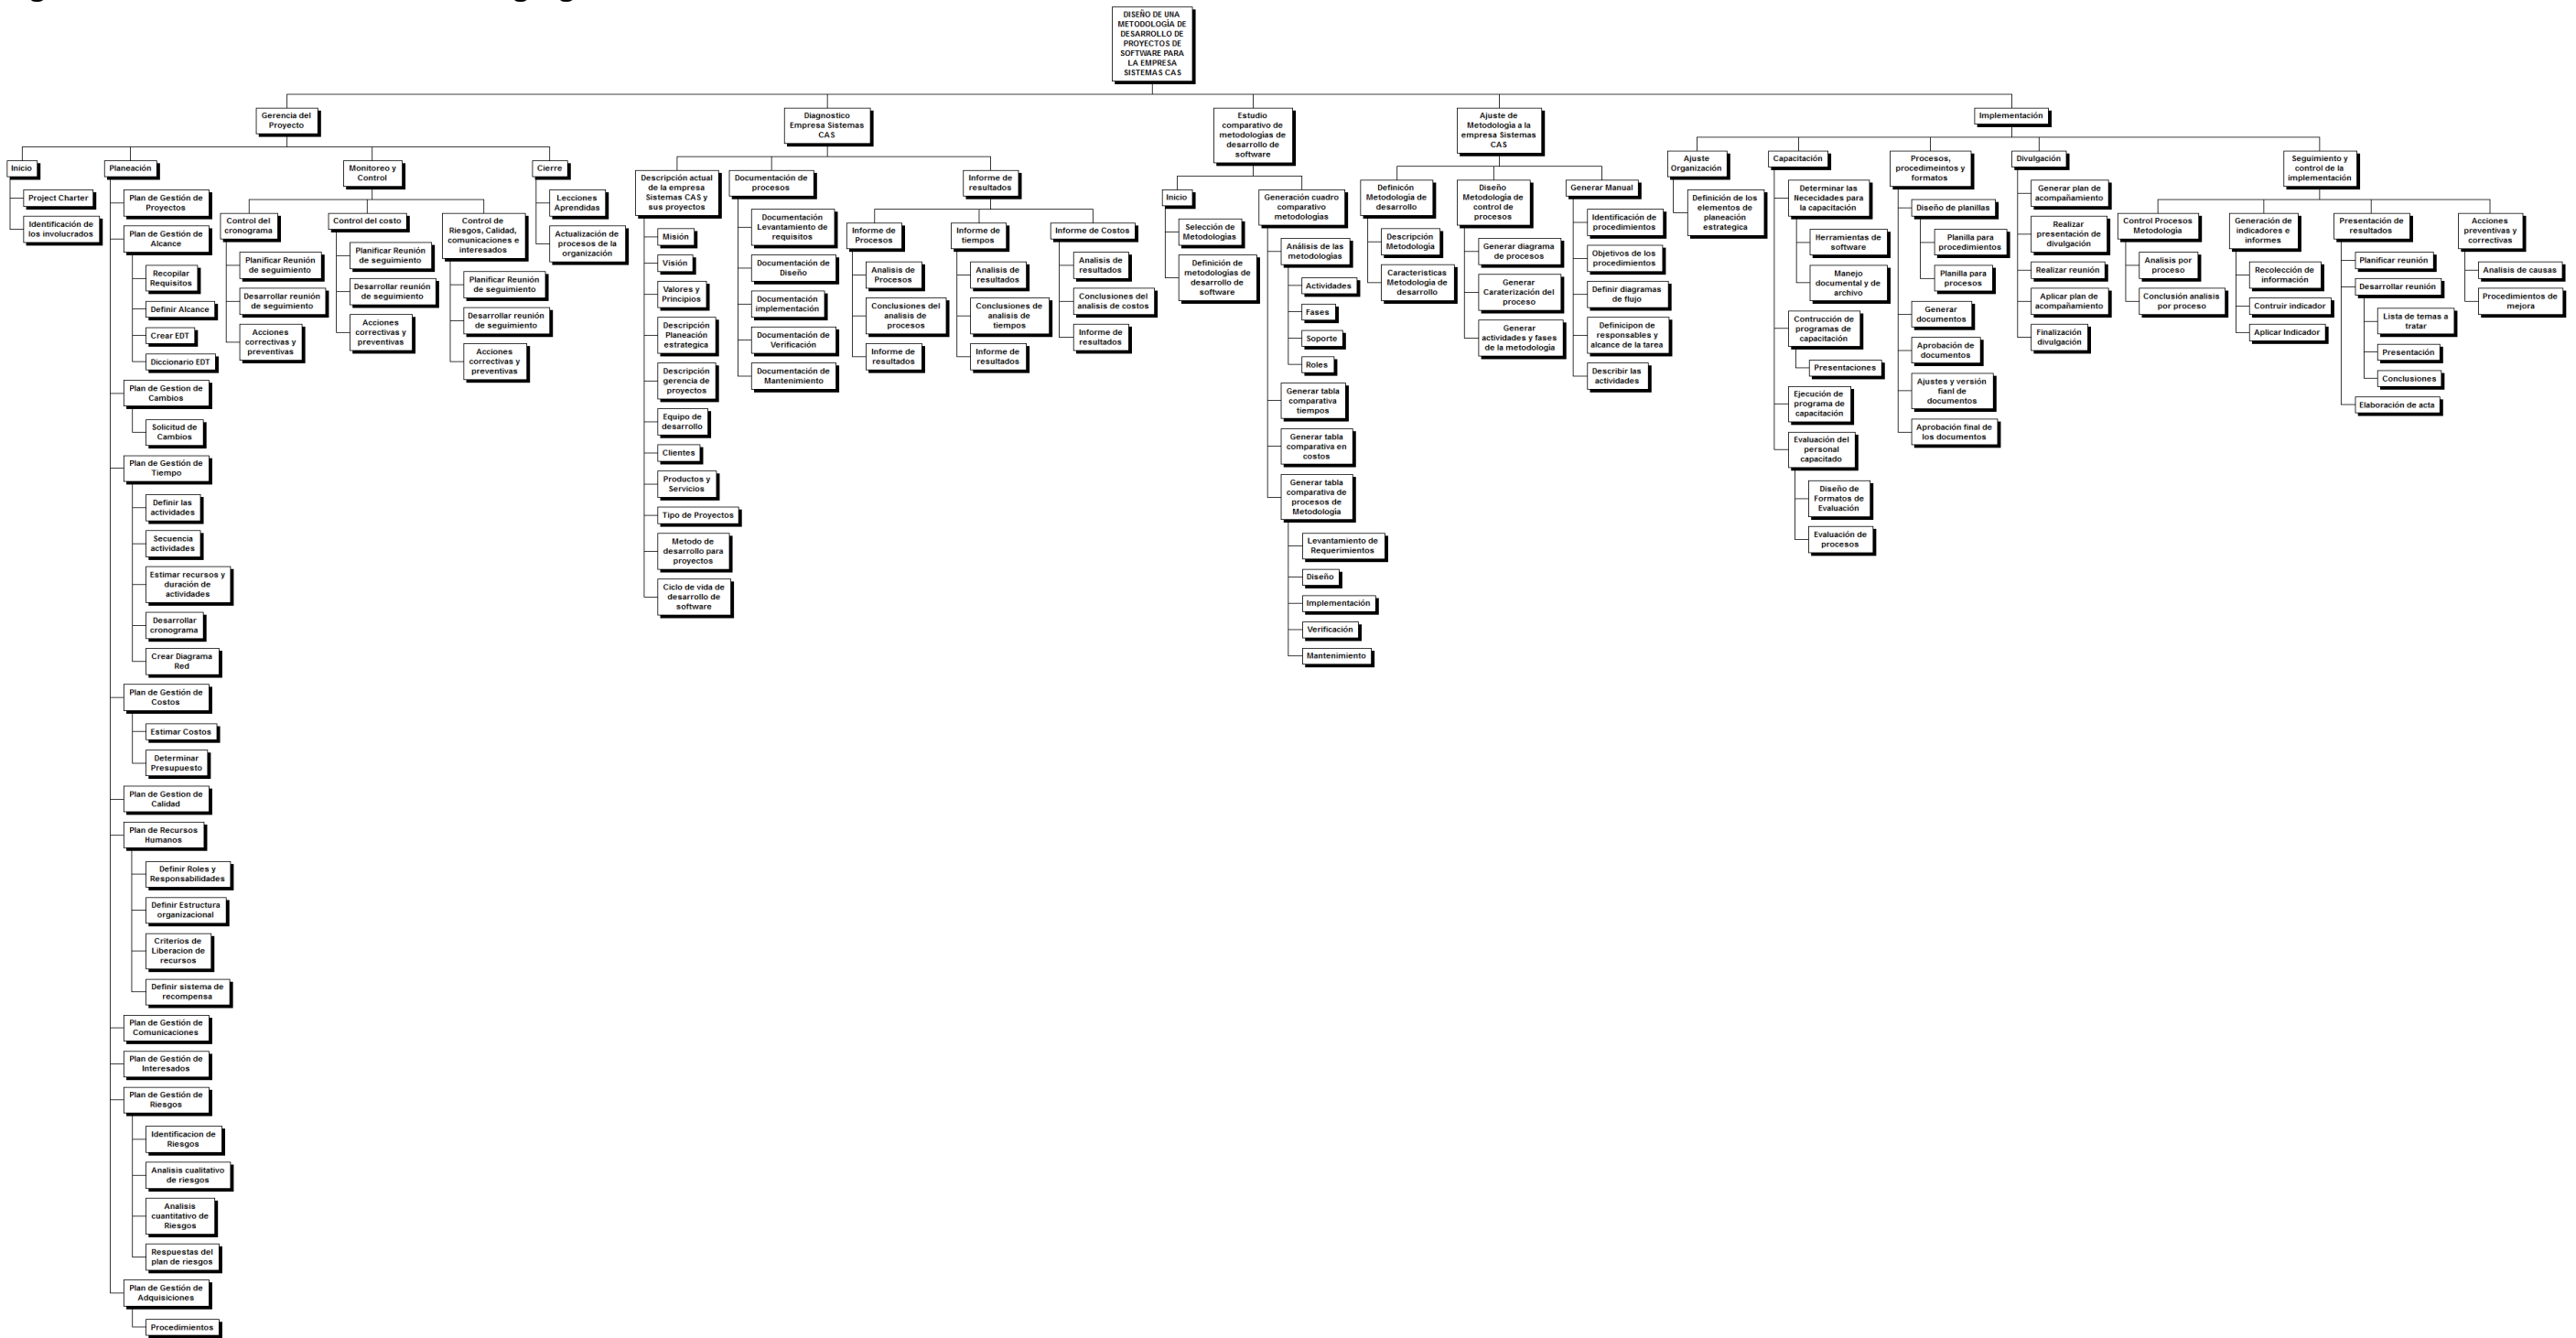 DISEÑO DE UNA
METODOLOGÍA DE
DESARROLLO DE
PROYECTOS DE
SOFTWARE PARA
LA EMPRESA
SISTEMAS CAS
Gerencia del
Proyecto
Inicio
Project Charter
Identificación de
los involucrados
Planeación
Plan de Gestión de
Proyectos
Plan de Gestión de
Alcance
Recopilar
Requisitos
Definir Alcance
Crear EDT
Diccionario EDT
Plan de Gestion de
Cambios
Solicitud de
Cambios
Plan de Gestión de
Tiempo
Definir las
actividades
Secuencia
actividades
Estimar recursos y
duración de
actividades
Desarrollar
cronograma
Crear Diagrama
Red
Plan de Gestión de
Costos
Estimar Costos
Determinar
Presupuesto
Plan de Gestion de
Calidad
Plan de Recursos
Humanos
Definir Roles y
Responsabilidades
Definir Estructura
organizacional
Criterios de
Liberacion de
recursos
Definir sistema de
recompensa
Plan de Gestión de
Comunicaciones
Plan de Gestión de
Interesados
Plan de Gestión de
Riesgos
Identificacion de
Riesgos
Analisis cualitativo
de riesgos
Analisis
cuantitativo de
Riesgos
Respuestas del
plan de riesgos
Plan de Gestión de
Adquisiciones
Procedimientos
Monitoreo y
Control
Control del
cronograma
Planificar Reunión
de seguimiento
Desarrollar reunión
de seguimiento
Acciones
correctivas y
preventivas
Control del costo
Planificar Reunión
de seguimiento
Desarrollar reunión
de seguimiento
Acciones
correctivas y
preventivas
Control de
Riesgos, Calidad,
comunicaciones e
interesados
Planificar Reunión
de seguimiento
Desarrollar reunión
de seguimiento
Acciones
correctivas y
preventivas
Cierre
Lecciones
Aprendidas
Actualización de
procesos de la
organización
Diagnostico
Empresa Sistemas
CAS
Descripción actual
de la empresa
Sistemas CAS y
sus proyectos
Misión
Visión
Valores y
Principios
Descripción
Planeación
estrategica
Descripción
gerencia de
proyectos
Equipo de
desarrollo
Clientes
Productos y
Servicios
Tipo de Proyectos
Metodo de
desarrollo para
proyectos
Ciclo de vida de
desarrollo de
software
Documentación de
procesos
Documentación
Levantamiento de
requisitos
Documentación de
Diseño
Documentación
implementación
Documentación de
Verificación
Documentación de
Mantenimiento
Informe de
resultados
Informe de
Procesos
Analisis de
Procesos
Conclusiones del
analisis de
procesos
Informe de
resultados
Informe de
tiempos
Analisis de
resultados
Conclusiones de
analisis de
tiempos
Informe de
resultados
Informe de Costos
Analisis de
resultados
Conclusiones del
analisis de costos
Informe de
resultados
Estudio
comparativo de
metodologías de
desarrollo de
software
Inicio
Selección de
Metodologías
Definición de
metodologías de
desarrollo de
software
Generación cuadro
comparativo
metodologías
Análisis de las
metodologías
Actividades
Fases
Soporte
Roles
Generar tabla
comparativa
tiempos
Generar tabla
comparativa en
costos
Generar tabla
comparativa de
procesos de
Metodología
Levantamiento de
Requerimientos
Diseño
Implementación
Verificación
Mantenimiento
Ajuste de
Metodología a la
empresa Sistemas
CAS
Definicón
Metodología de
desarrollo
Descripción
Metodología
Caracteristicas
Metodología de
desarrollo
Diseño
Metodología de
control de
procesos
Generar diagrama
de procesos
Generar
Caraterización del
proceso
Generar
actividades y fases
de la metodología
Generar Manual
Identificación de
procedimientos
Objetivos de los
procedimientos
Definir diagramas
de flujo
Definicipon de
responsables y
alcance de la tarea
Describir las
actividades
Implementación
Ajuste
Organización
Definición de los
elementos de
planeación
estrategica
Capacitación
Determinar las
Nececidades para
la capacitación
Herramientas de
software
Manejo
documental y de
archivo
Contrucción de
programas de
capacitación
Presentaciones
Ejecución de
programa de
capacitación
Evaluación del
personal
capacitado
Diseño de
Formatos de
Evaluación
Evaluación de
procesos
Procesos,
procedimeintos y
formatos
Diseño de planillas
Planilla para
procedimientos
Planilla para
procesos
Generar
documentos
Aprobación de
documentos
Ajustes y versión
fianl de
documentos
Aprobación final de
los documentos
Divulgación
Generar plan de
acompañamiento
Realizar
presentación de
divulgación
Realizar reunión
Aplicar plan de
acompañamiento
Finalización
divulgación
Seguimiento y
control de la
implementación
Control Procesos
Metodología
Analisis por
proceso
Conclusión analisis
por proceso
Generación de
indicadores e
informes
Recolección de
información
Contruir indicador
Aplicar Indicador
Presentación de
resultados
Planificar reunión
Desarrollar reunión
Lista de temas a
tratar
Presentación
Conclusiones
Elaboración de acta
Acciones
preventivas y
correctivas
Analisis de causas
Procedimientos de
mejora